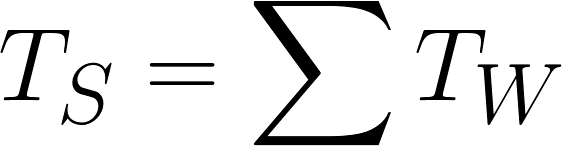 T_S = ∑ T_W